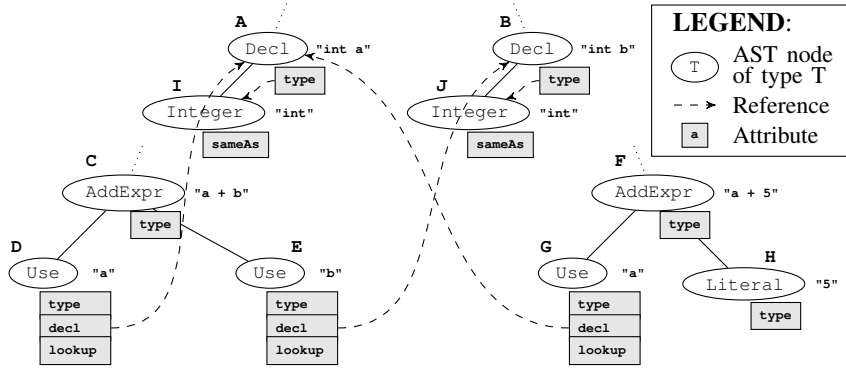 A
Decl "int a"
type
I
Integer "int"
sameAs
B
Decl "int b"
type
J
Integer "int"
sameAs
LEGEND:
T AST node of type T
Reference
a Attribute
C
AddExpr "a + b"
type
D
Use "a"
type
decl
lookup
E
Use "b"
type
decl
lookup
F
AddExpr "a + 5"
type
G
Use "a"
type
decl
lookup
H
Literal "5"
type